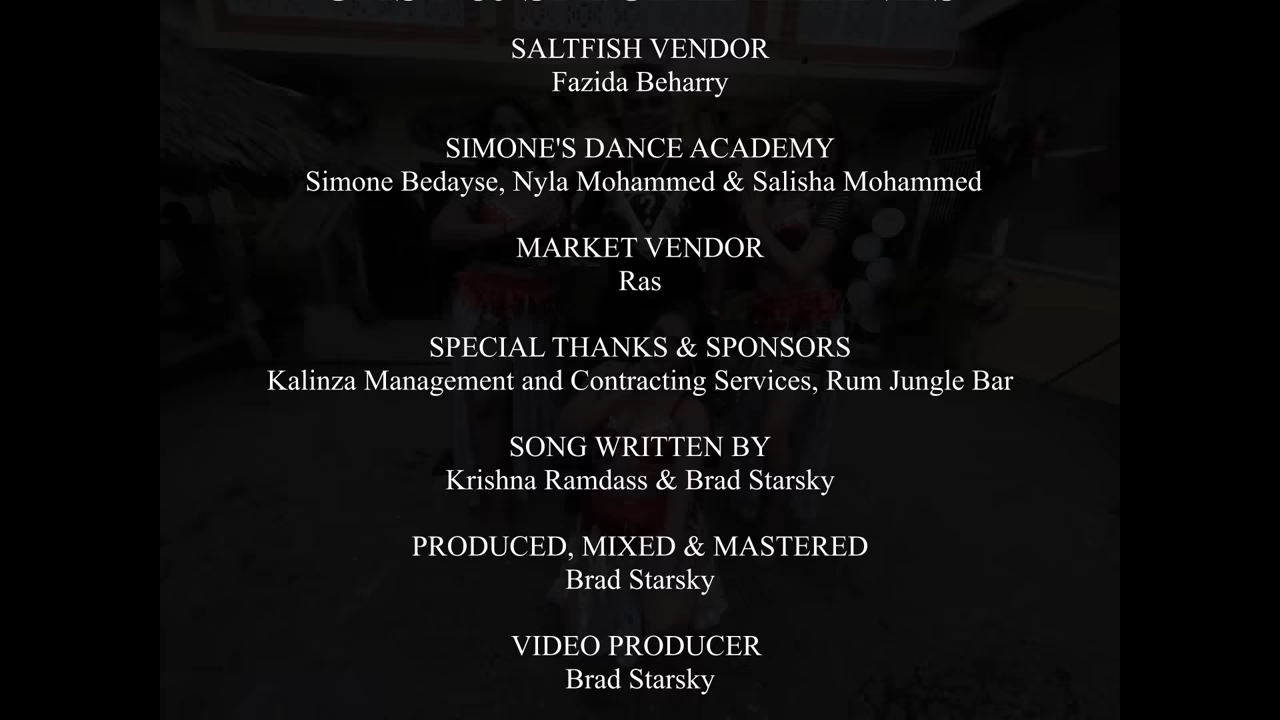 SALTFISH VENDOR
Fazida Beharry
SIMONE'S DANCE ACADEMY
Simone Bedayse, Nyla Mohammed & Salisha Mohammed
MARKET VENDOR
Ras
SPECIAL THANKS & SPONSORS
Kalinza Management and Contracting Services, Rum Jungle Bar
SONG WRITTEN BY
Krishna Ramdass & Brad Starsky
PRODUCED, MIXED & MASTERED
Brad Starsky
VIDEO PRODUCER
Brad Starsky